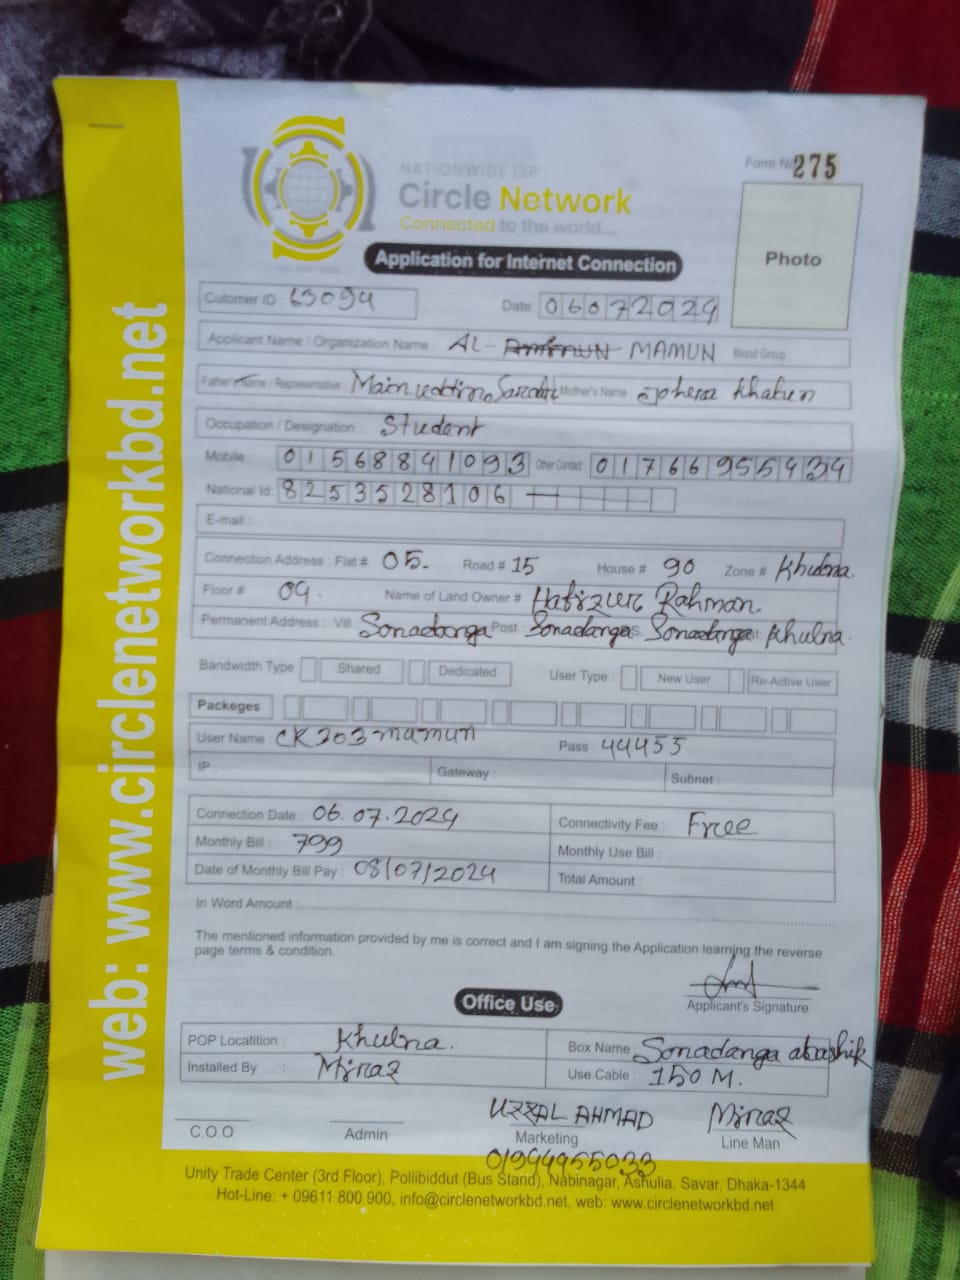 Form No 275
NATIONWIDE ISP
Circle Network
Connected to the world....
Application for Internet Connection
Photo
Cutomer ID 63094
Date 06072024
Applicant Name / Organization Name : AL- MAMUN Blood Group
Father Name : Representative : Mainuddin Sardar Mother's Name Khatun
Occupation / Designation : Student
Mobile : 01568841093 Other Contact : 01766955434
National Id : 8253528106
E-mail :
Connection Address : Flat # 05. Road # 15 House # 90 Zone # Khulna
Floor # 04. Name of Land Owner # Hafizur Rahman
Permanent Address : Vill : Sonadanga Post : Sonadanga Sonadanga Khulna.
Bandwidth Type Shared Dedicated User Type : New User Re-Active User
Packeges
User Name : CK203mamun Pass : 44455
IP : Gateway : Subnet :
Connection Date : 06.07.2024 Connectivity Fee : Free
Monthly Bill : 799 Monthly Use Bill :
Date of Monthly Bill Pay : 08/07/2024 Total Amount :
In Word Amount :
The mentioned information provided by me is correct and I am signing the Application learning the reverse
page terms & condition.
Applicant's Signature
Office Use
POP Locatition : Khulna. Box Name : Sonadanga abashik
Installed By : Miraz Use Cable : 150 M.
UZZAL AHMAD Miraz
C.O.O Admin Marketing Line Man
01944955033
Unity Trade Center (3rd Floor), Pollibiddut (Bus Stand), Nabinagar, Ashulia, Savar, Dhaka-1344
Hot-Line: + 09611 800 900, info@circlenetworkbd.net, web: www.circlenetworkbd.net
web: www.circlenetworkbd.net